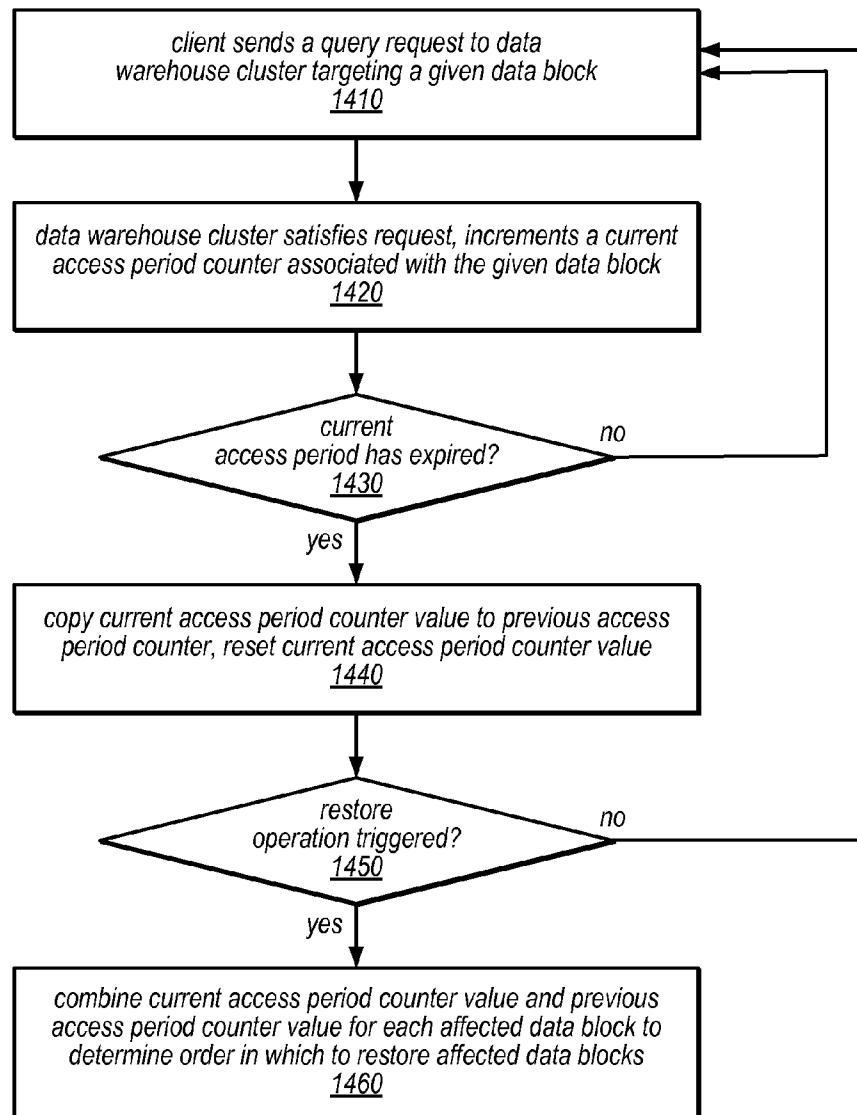 client sends a query request to data
warehouse cluster targeting a given data block
1410
data warehouse cluster satisfies request, increments a current
access period counter associated with the given data block
1420
current
access period has expired?
1430
no
yes
copy current access period counter value to previous access
period counter, reset current access period counter value
1440
restore
operation triggered?
1450
no
yes
combine current access period counter value and previous
access period counter value for each affected data block to
determine order in which to restore affected data blocks
1460